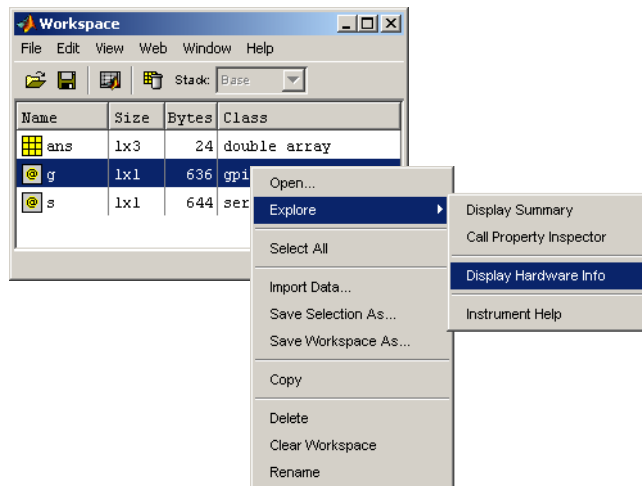 Workspace
File Edit View Web Window Help
Stack: Base
Name Size Bytes Class
ans 1x3 24 double array
g 1x1 636 gpi
s 1x1 644 ser
Open...
Explore
Select All
Import Data...
Save Selection As...
Save Workspace As...
Copy
Delete
Clear Workspace
Rename
Display Summary
Call Property Inspector
Display Hardware Info
Instrument Help